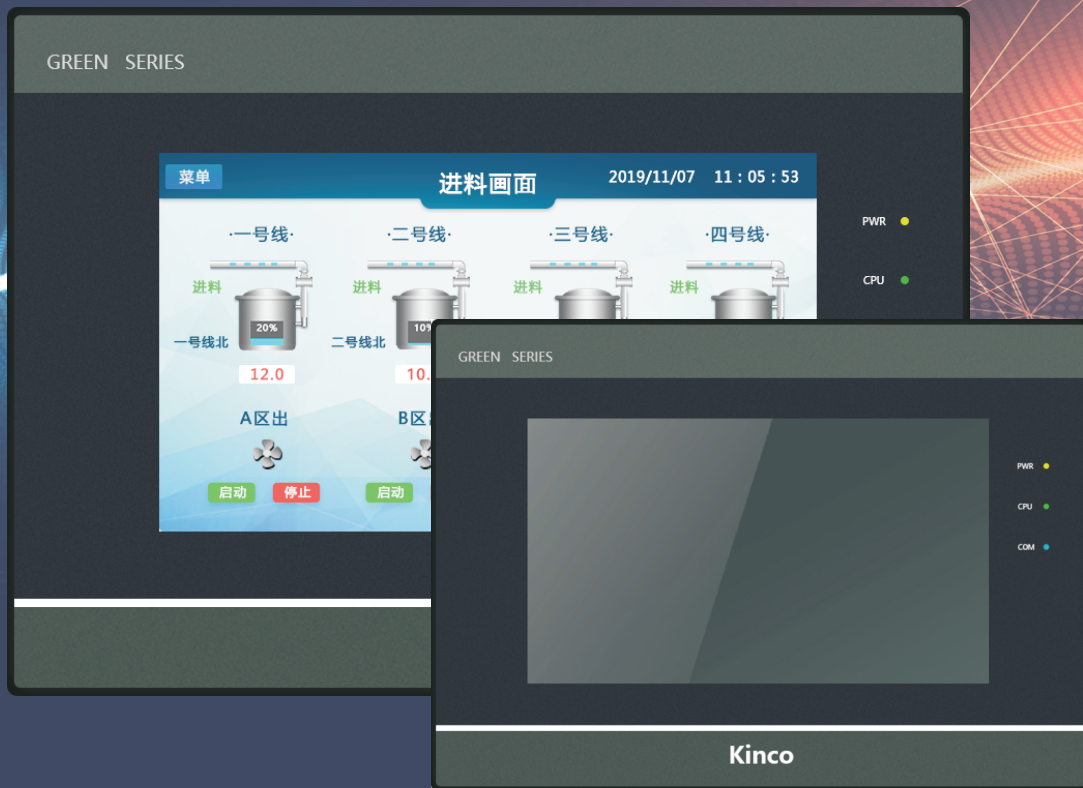 GREEN SERIES
菜单
进料画面
2019/11/07 11 : 05 : 53
PWR
CPU
·一号线·
·二号线·
·三号线·
·四号线·
进料
进料
进料
进料
20%
10%
一号线北
二号线北
12.0
10.
A区出
B区
启动
停止
启动
GREEN SERIES
PWR
CPU
COM
Kinco